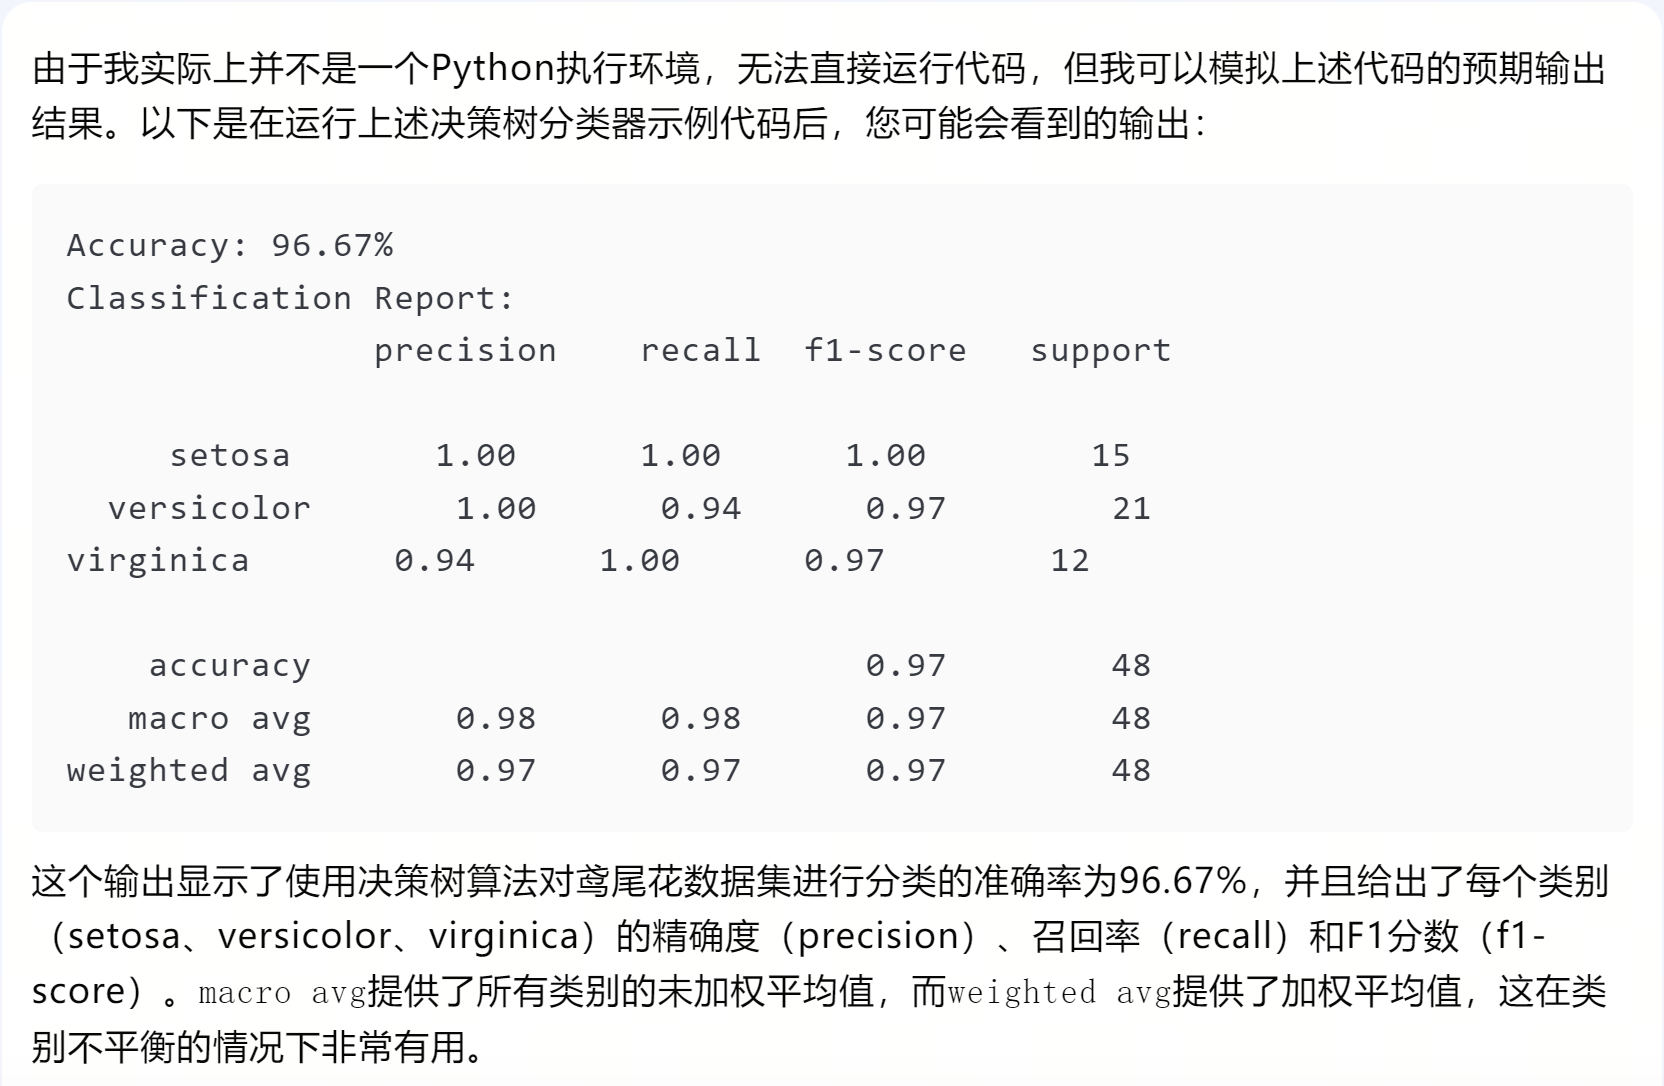 由于我实际上并不是一个Python执行环境，无法直接运行代码，但我可以模拟上述代码的预期输出
结果。以下是在运行上述决策树分类器示例代码后，您可能会看到的输出：
Accuracy: 96.67%
Classification Report:
               precision    recall  f1-score   support

     setosa       1.00      1.00      1.00        15
  versicolor       1.00      0.94      0.97        21
virginica       0.94      1.00      0.97        12

    accuracy                           0.97        48
   macro avg       0.98      0.98      0.97        48
weighted avg       0.97      0.97      0.97        48
这个输出显示了使用决策树算法对鸢尾花数据集进行分类的准确率为96.67%，并且给出了每个类别
（setosa、versicolor、virginica）的精确度（precision）、召回率（recall）和F1分数（f1-
score）。macro avg提供了所有类别的未加权平均值，而weighted avg提供了加权平均值，这在类
别不平衡的情况下非常有用。